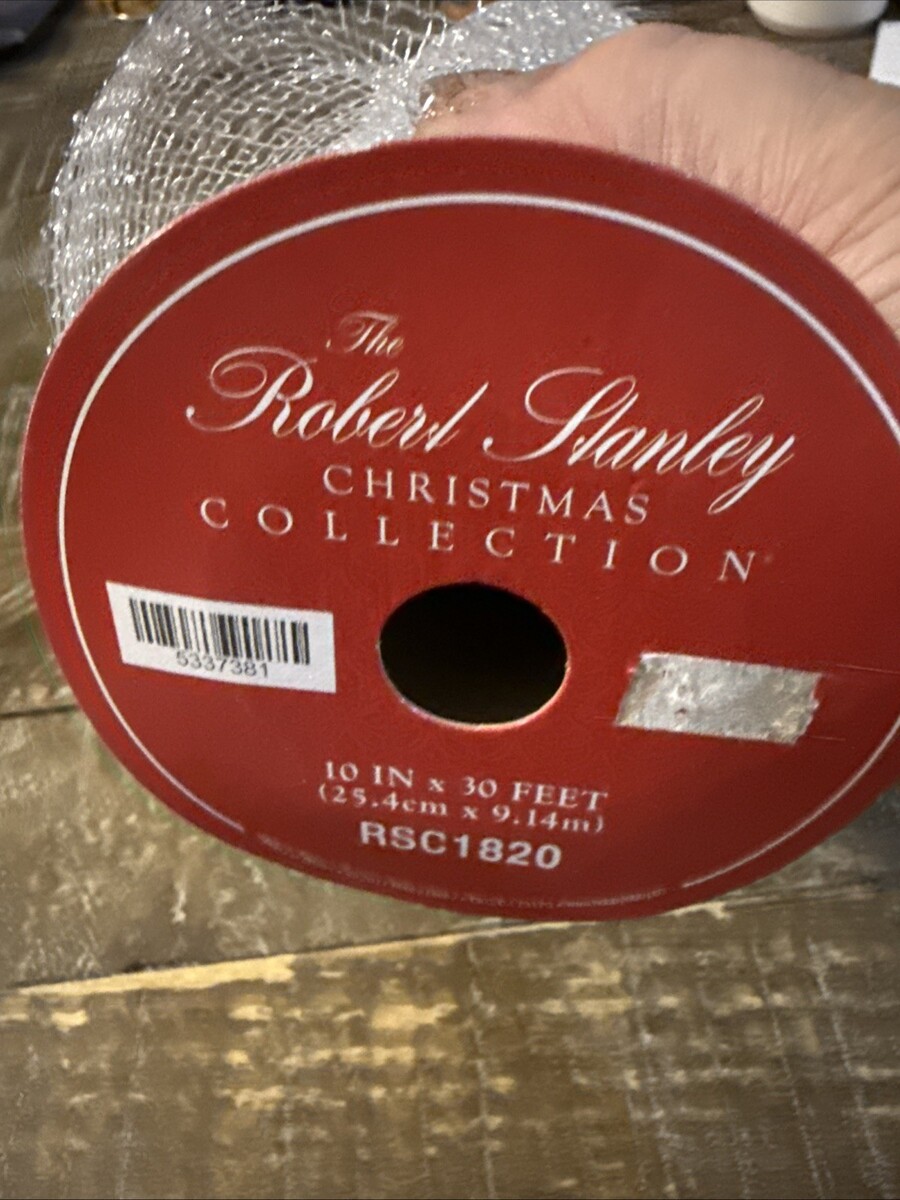 The
Robert Stanley
CHRISTMAS
COLLECTION
5337381
10 IN x 30 FEET
(25.4cm x 9.14m)
RSC1820